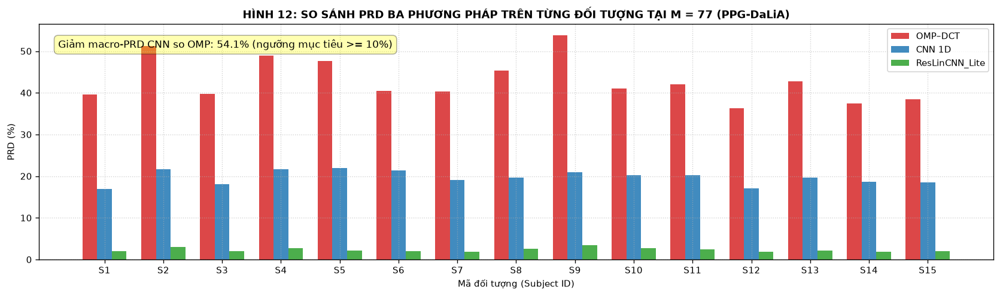 HÌNH 12: SO SÁNH PRD BA PHƯƠNG PHÁP TRÊN TỪNG ĐỐI TƯỢNG TẠI M = 77 (PPG-DaLiA)
Giảm macro-PRD CNN so OMP: 54.1% (ngưỡng mục tiêu >= 10%)
OMP–DCT
CNN 1D
ResLinCNN_Lite
PRD (%)
50
40
30
20
10
0
S1 S2 S3 S4 S5 S6 S7 S8 S9 S10 S11 S12 S13 S14 S15
Mã đối tượng (Subject ID)